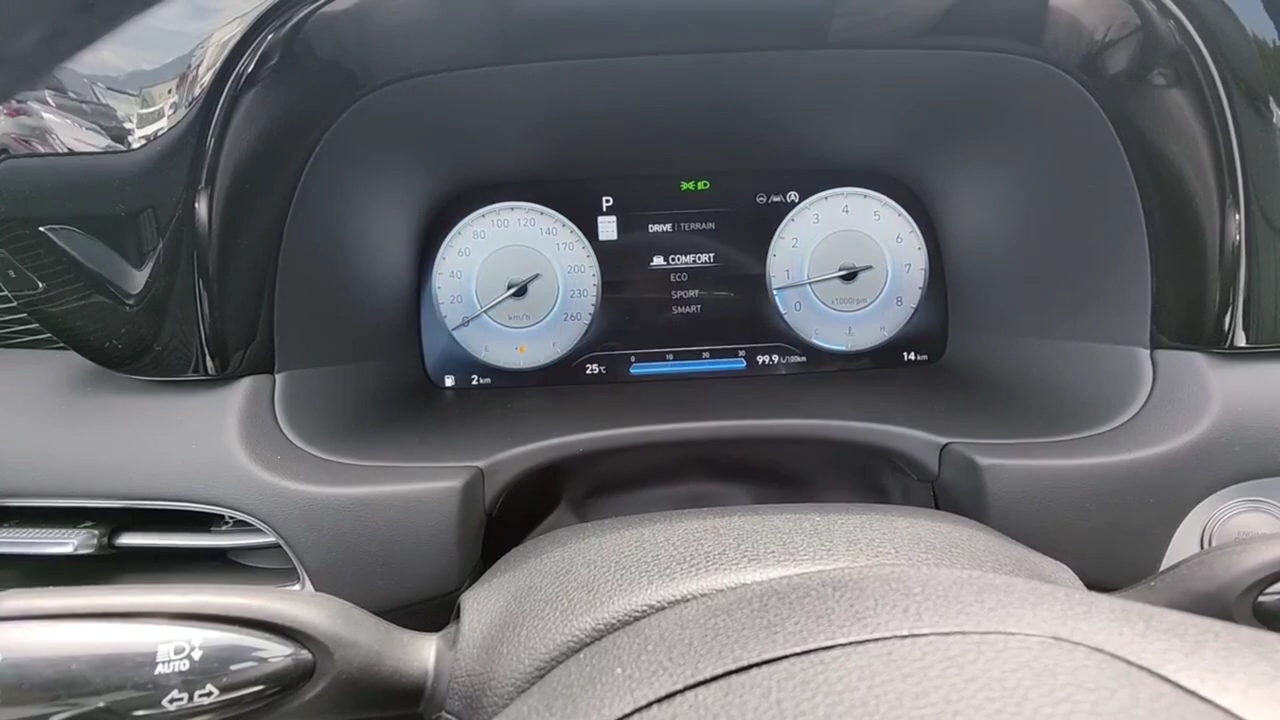 P
DRIVE | TERRAIN
COMFORT
ECO
SPORT
SMART
0 20 40 60 80 100 120 140 170 200 230 260
km/h
E F
0 1 2 3 4 5 6 7 8
x1000rpm
C H
2 km
25℃
0 10 20 30
99.9 L/100km
14 km
AUTO